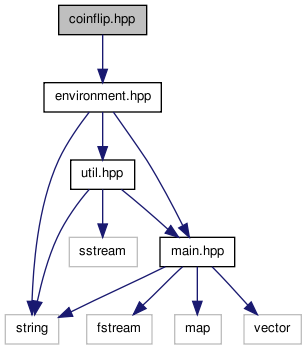 coinflip.hpp
environment.hpp
util.hpp
sstream
main.hpp
string
fstream
map
vector